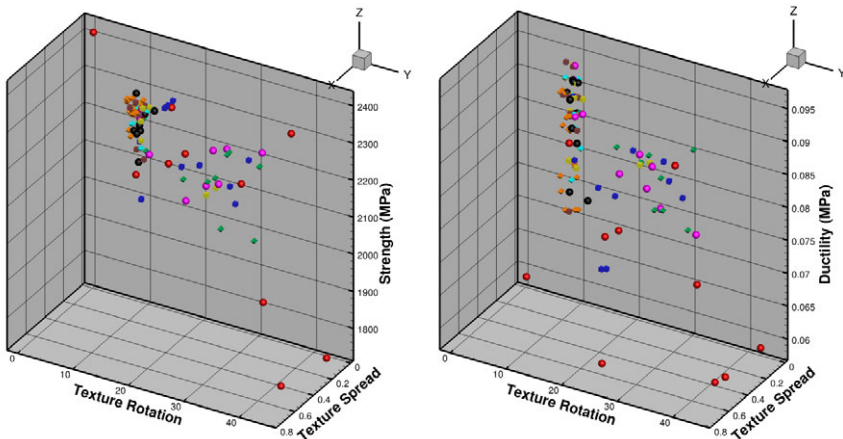 Z
Y
X
2400
2300
2200
2100
2000
1900
1800
Strength (MPa)
0
10
20
30
40
Texture Rotation
0
0.2
0.4
0.6
0.8
Texture Spread
Z
Y
X
0.095
0.09
0.085
0.08
0.075
0.07
0.065
0.06
Ductility (MPa)
0
10
20
30
40
Texture Rotation
0
0.2
0.4
0.6
0.8
Texture Spread